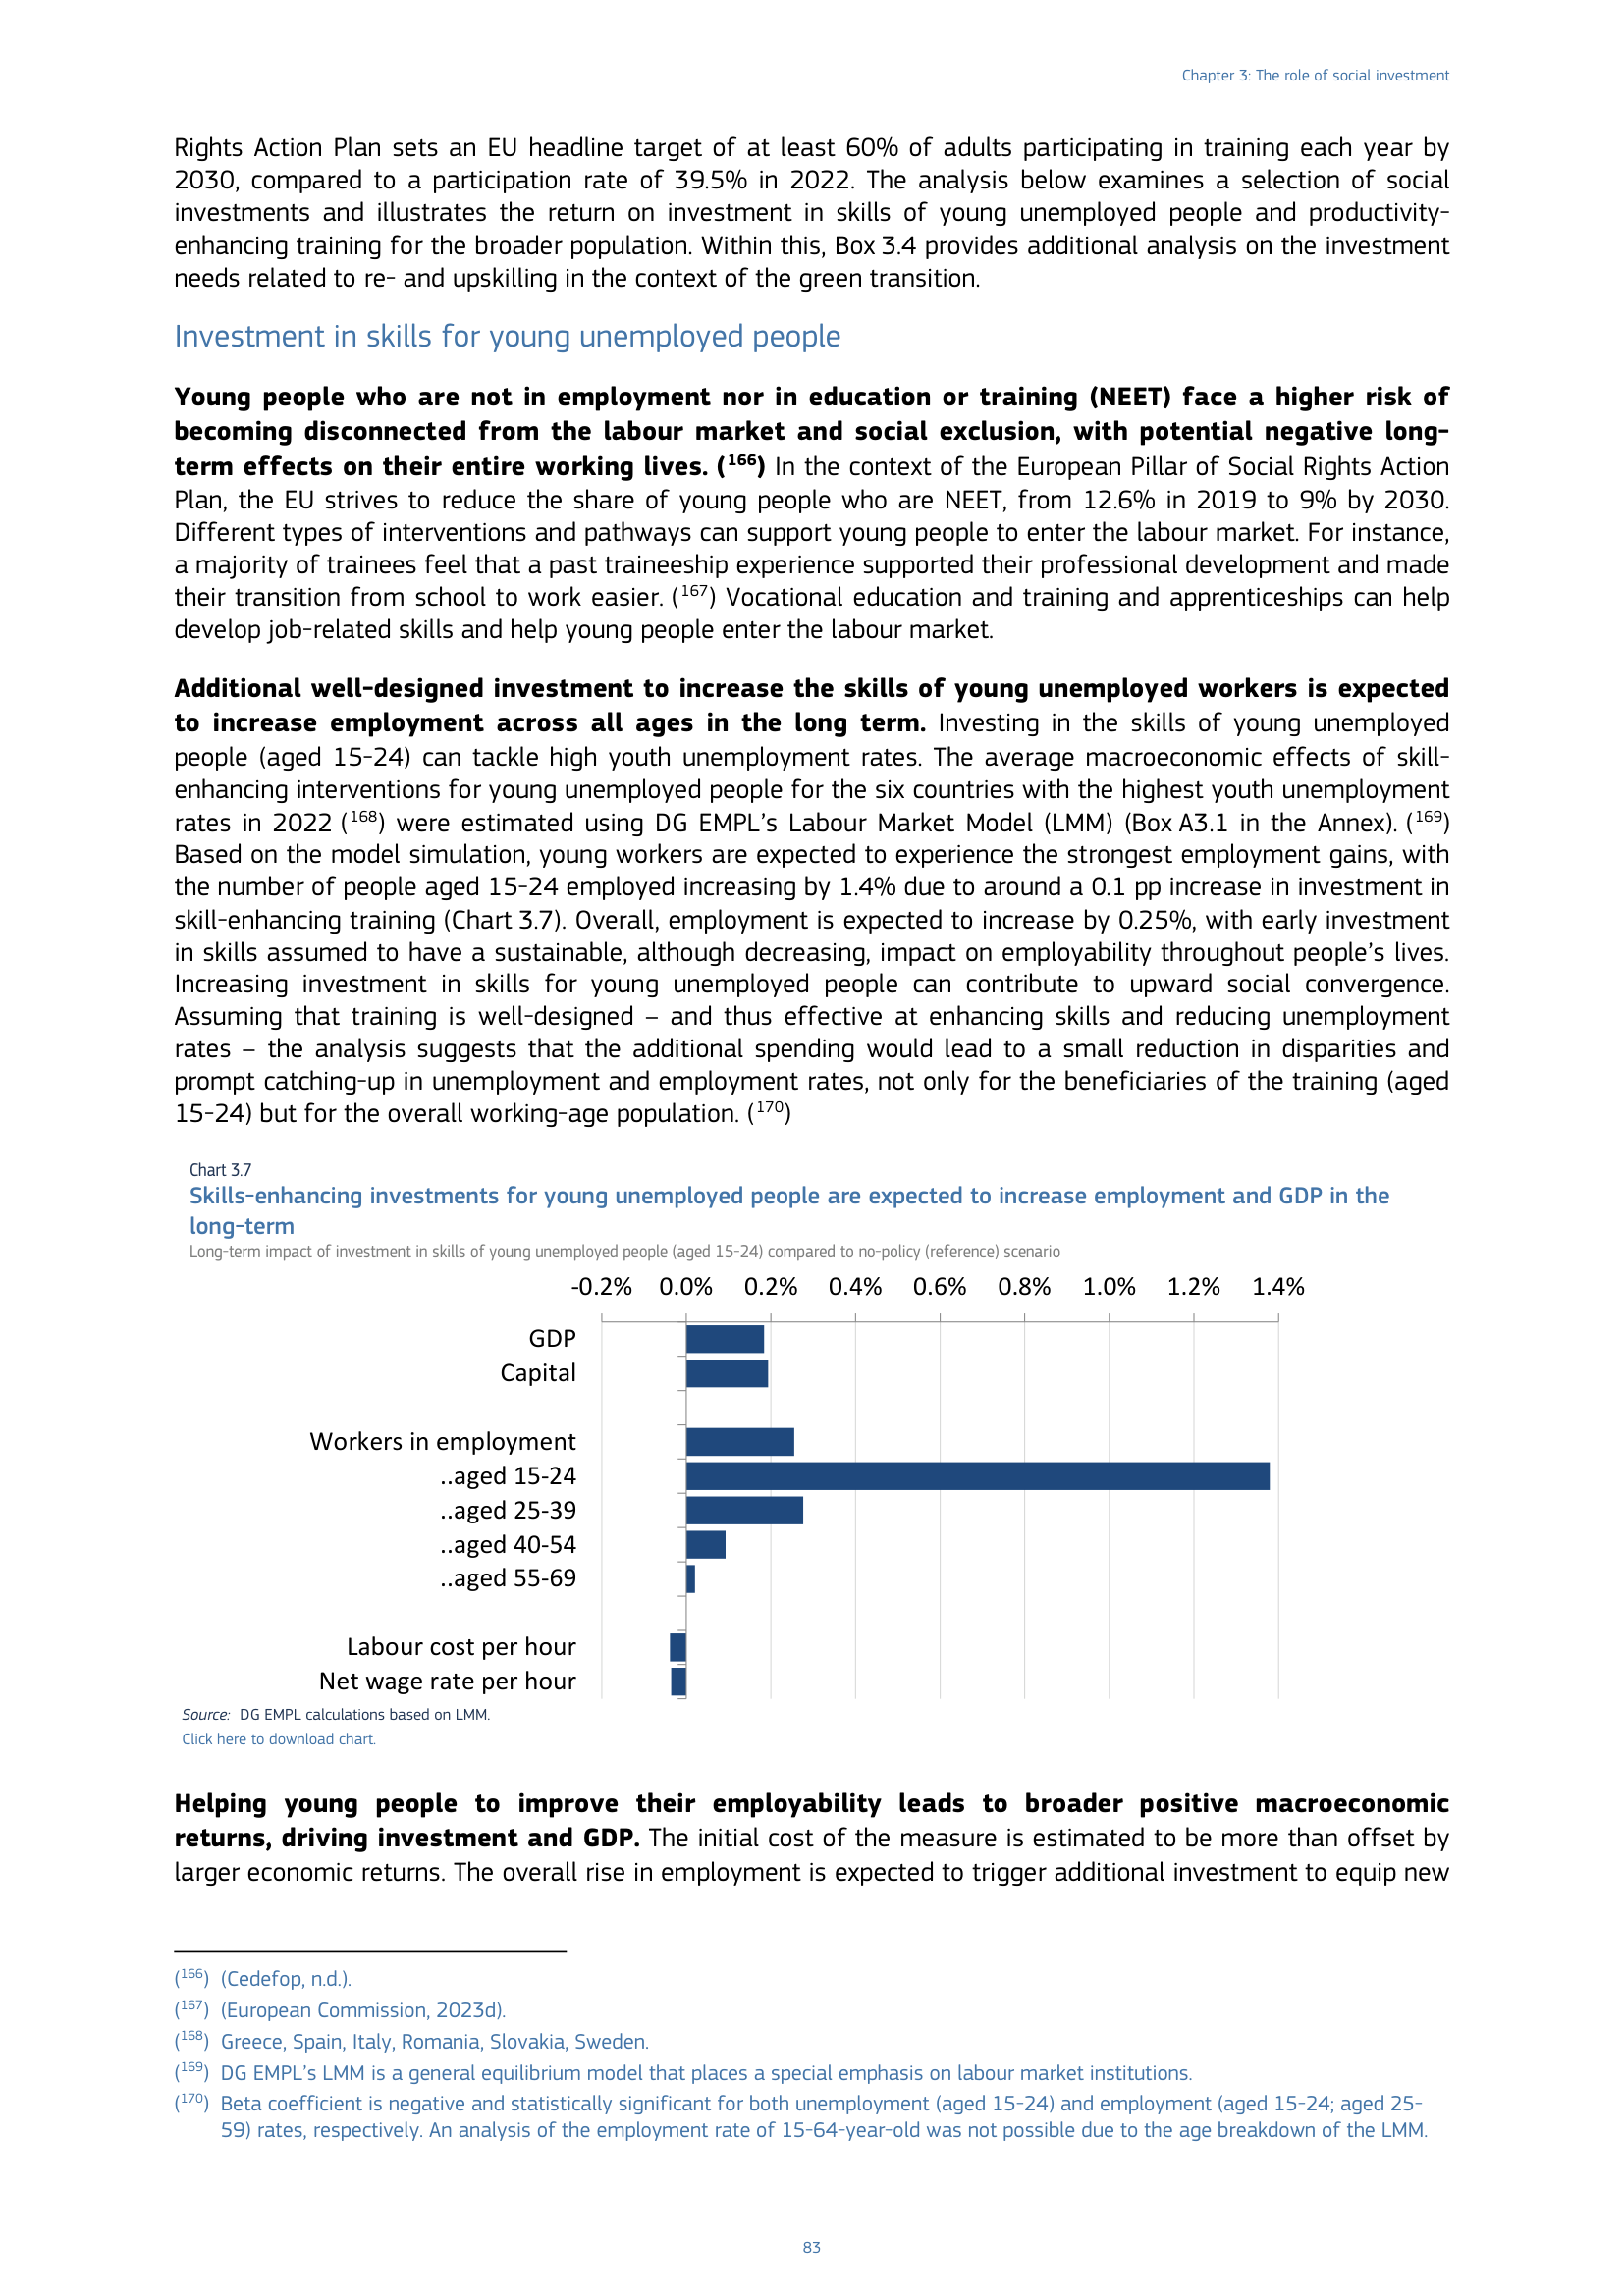 Chapter 3: The role of social investment
Rights Action Plan sets an EU headline target of at least 60% of adults participating in training each year by
2030, compared to a participation rate of 39.5% in 2022. The analysis below examines a selection of social
investments and illustrates the return on investment in skills of young unemployed people and productivity-
enhancing training for the broader population. Within this, Box 3.4 provides additional analysis on the investment
needs related to re- and upskilling in the context of the green transition.
Investment in skills for young unemployed people
Young people who are not in employment nor in education or training (NEET) face a higher risk of
becoming disconnected from the labour market and social exclusion, with potential negative long-
term effects on their entire working lives. (166) In the context of the European Pillar of Social Rights Action
Plan, the EU strives to reduce the share of young people who are NEET, from 12.6% in 2019 to 9% by 2030.
Different types of interventions and pathways can support young people to enter the labour market. For instance,
a majority of trainees feel that a past traineeship experience supported their professional development and made
their transition from school to work easier. (167) Vocational education and training and apprenticeships can help
develop job-related skills and help young people enter the labour market.
Additional well-designed investment to increase the skills of young unemployed workers is expected
to increase employment across all ages in the long term. Investing in the skills of young unemployed
people (aged 15-24) can tackle high youth unemployment rates. The average macroeconomic effects of skill-
enhancing interventions for young unemployed people for the six countries with the highest youth unemployment
rates in 2022 (168) were estimated using DG EMPL's Labour Market Model (LMM) (Box A3.1 in the Annex). (169)
Based on the model simulation, young workers are expected to experience the strongest employment gains, with
the number of people aged 15-24 employed increasing by 1.4% due to around a 0.1 pp increase in investment in
skill-enhancing training (Chart 3.7). Overall, employment is expected to increase by 0.25%, with early investment
in skills assumed to have a sustainable, although decreasing, impact on employability throughout people's lives.
Increasing investment in skills for young unemployed people can contribute to upward social convergence.
Assuming that training is well-designed – and thus effective at enhancing skills and reducing unemployment
rates – the analysis suggests that the additional spending would lead to a small reduction in disparities and
prompt catching-up in unemployment and employment rates, not only for the beneficiaries of the training (aged
15-24) but for the overall working-age population. (170)
Chart 3.7
Skills-enhancing investments for young unemployed people are expected to increase employment and GDP in the
long-term
Long-term impact of investment in skills of young unemployed people (aged 15-24) compared to no-policy (reference) scenario
-0.2% 0.0% 0.2% 0.4% 0.6% 0.8% 1.0% 1.2% 1.4%
GDP
Capital
Workers in employment
..aged 15-24
..aged 25-39
..aged 40-54
..aged 55-69
Labour cost per hour
Net wage rate per hour
Source: DG EMPL calculations based on LMM.
Click here to download chart.
Helping young people to improve their employability leads to broader positive macroeconomic
returns, driving investment and GDP. The initial cost of the measure is estimated to be more than offset by
larger economic returns. The overall rise in employment is expected to trigger additional investment to equip new
(166) (Cedefop, n.d.).
(167) (European Commission, 2023d).
(168) Greece, Spain, Italy, Romania, Slovakia, Sweden.
(169) DG EMPL's LMM is a general equilibrium model that places a special emphasis on labour market institutions.
(170) Beta coefficient is negative and statistically significant for both unemployment (aged 15-24) and employment (aged 15-24; aged 25-
59) rates, respectively. An analysis of the employment rate of 15-64-year-old was not possible due to the age breakdown of the LMM.
83